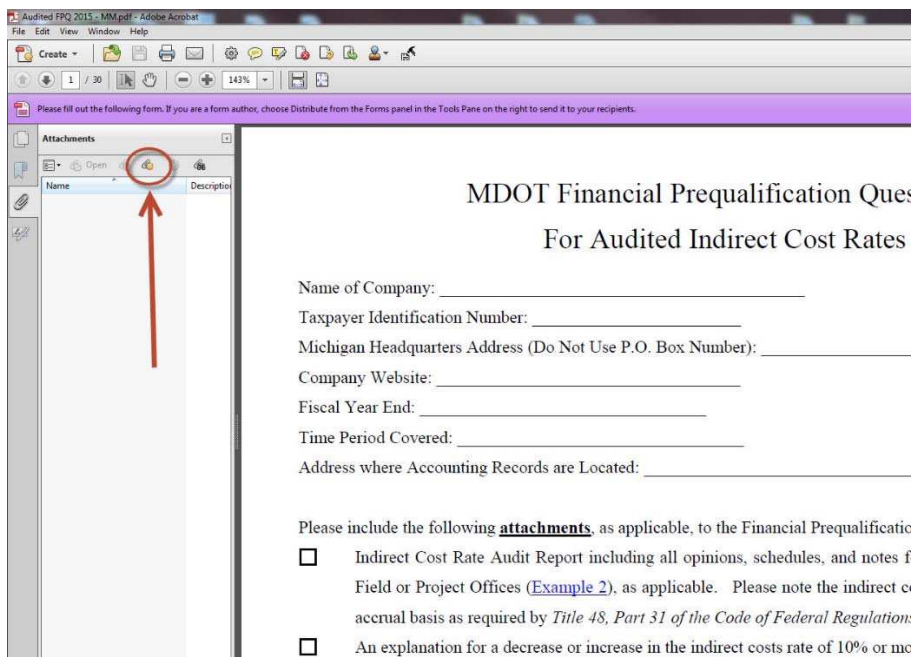 Audited FPQ 2015 - MM.pdf - Adobe Acrobat
File Edit View Window Help
Create
1 / 30 143%
Please fill out the following form. If you are a form author, choose Distribute from the Forms panel in the Tools Pane on the right to send it to your recipients.
Attachments
Open
Name Description
MDOT Financial Prequalification Ques
For Audited Indirect Cost Rates
Name of Company:
Taxpayer Identification Number:
Michigan Headquarters Address (Do Not Use P.O. Box Number):
Company Website:
Fiscal Year End:
Time Period Covered:
Address where Accounting Records are Located:
Please include the following attachments, as applicable, to the Financial Prequalificatio
Indirect Cost Rate Audit Report including all opinions, schedules, and notes f
Field or Project Offices (Example 2), as applicable. Please note the indirect c
accrual basis as required by Title 48, Part 31 of the Code of Federal Regulations
An explanation for a decrease or increase in the indirect costs rate of 10% or mo